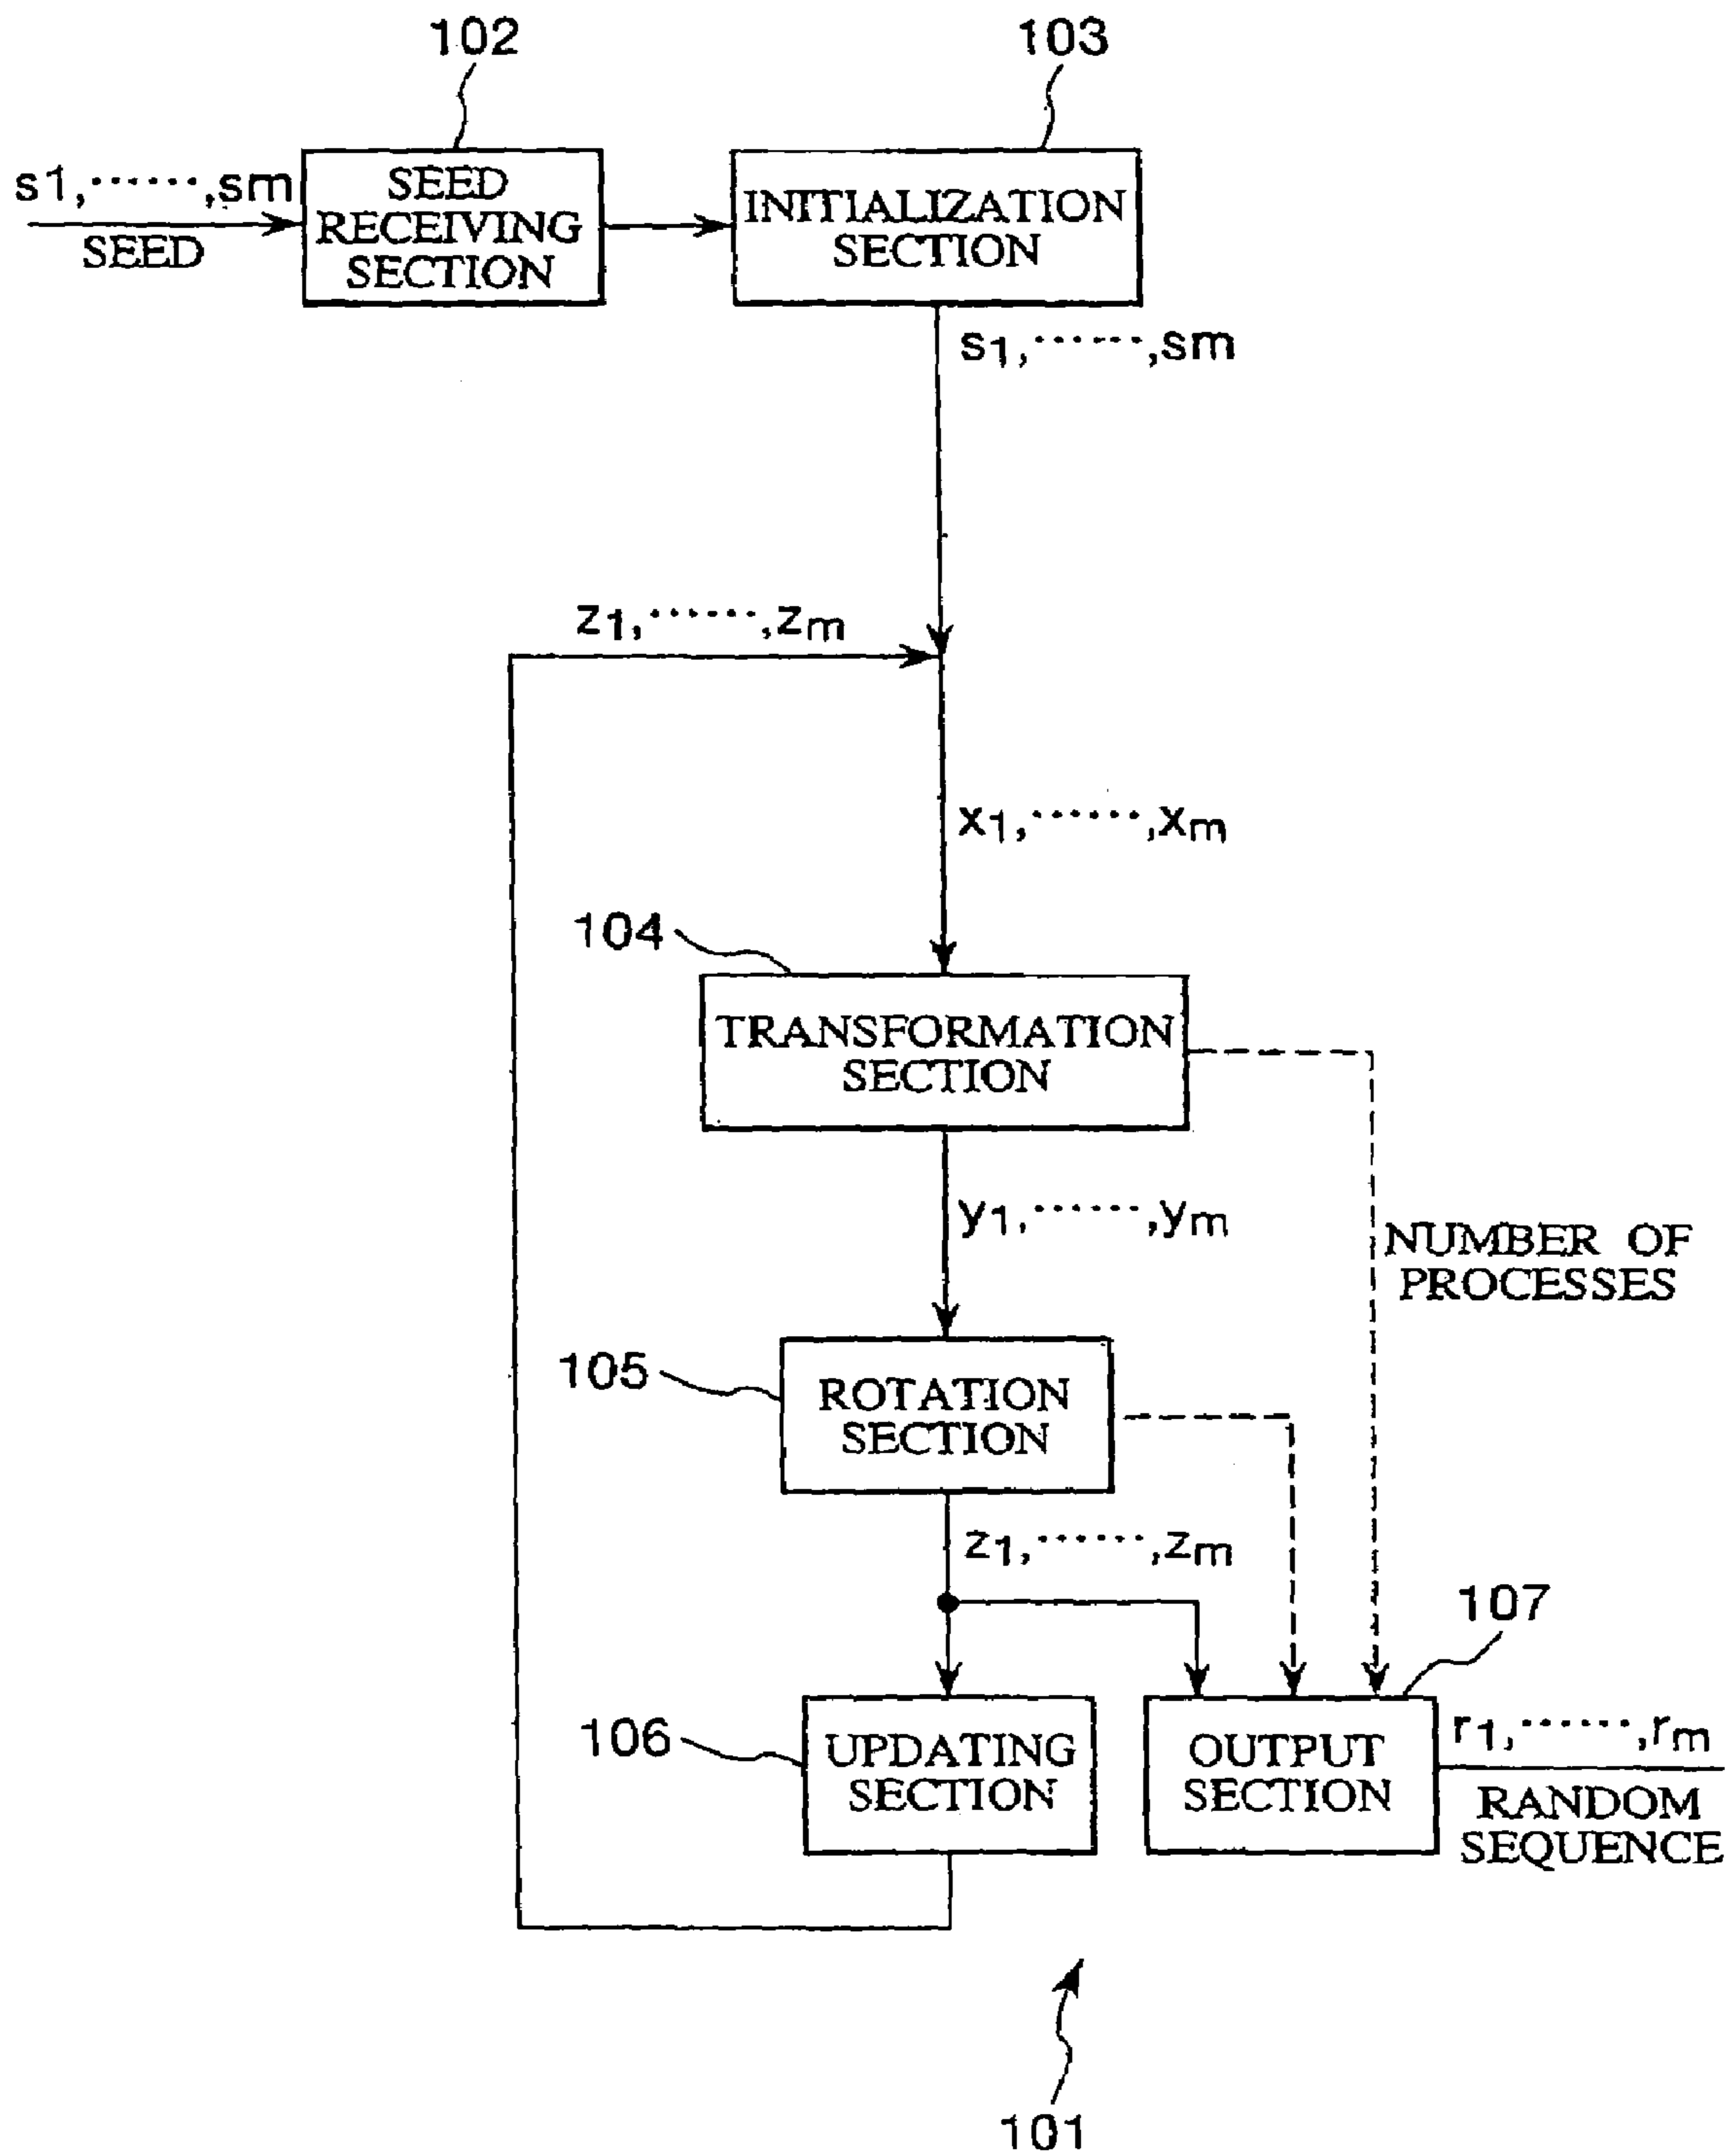 102
103
s1,······,sm
SEED
SEED
RECEIVING
SECTION
INITIALIZATION
SECTION
s1,······,sm
z1,······,zm
x1,······,xm
104
TRANSFORMATION
SECTION
y1,······,ym
NUMBER OF
PROCESSES
105
ROTATION
SECTION
z1,······,zm
107
106
UPDATING
SECTION
OUTPUT
SECTION
r1,······,rm
RANDOM
SEQUENCE
101